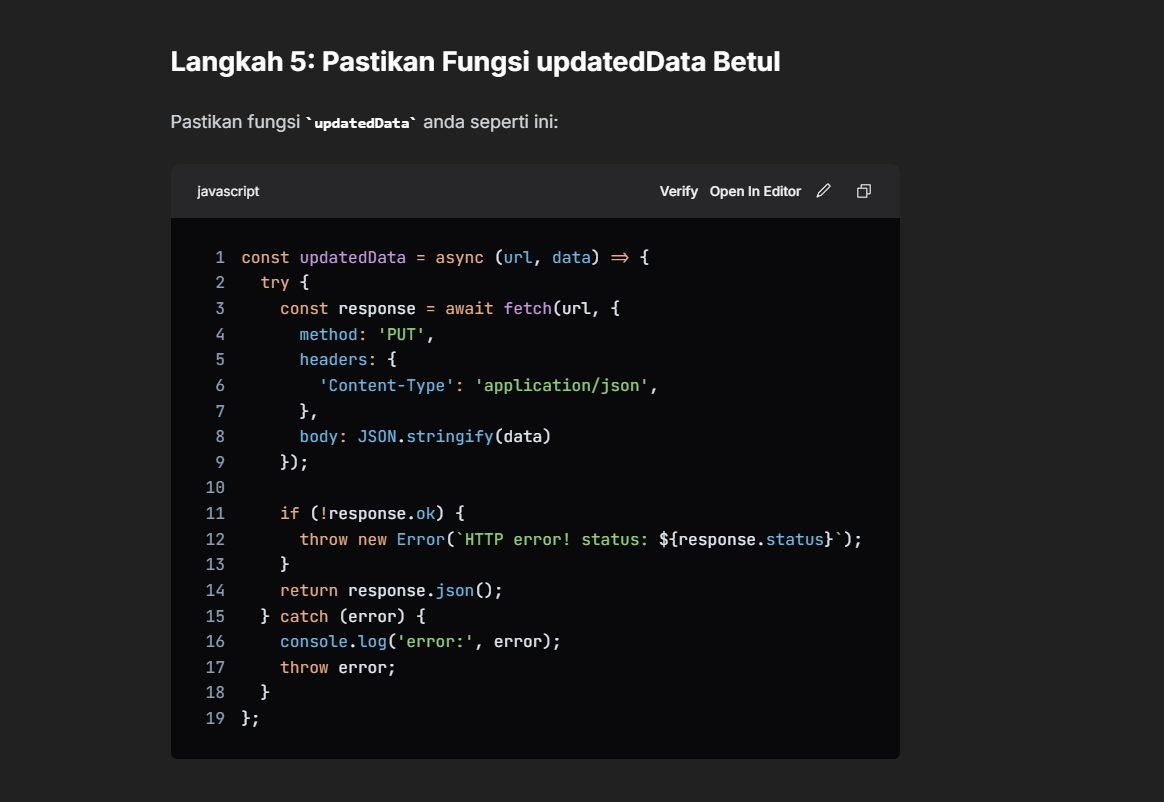 Langkah 5: Pastikan Fungsi updatedData Betul
Pastikan fungsi `updatedData` anda seperti ini:
javascript Verify Open In Editor
1 const updatedData = async (url, data) => {
2   try {
3     const response = await fetch(url, {
4       method: 'PUT',
5       headers: {
6         'Content-Type': 'application/json',
7       },
8       body: JSON.stringify(data)
9     });
10
11     if (!response.ok) {
12       throw new Error(`HTTP error! status: ${response.status}`);
13     }
14     return response.json();
15   } catch (error) {
16     console.log('error:', error);
17     throw error;
18   }
19 };